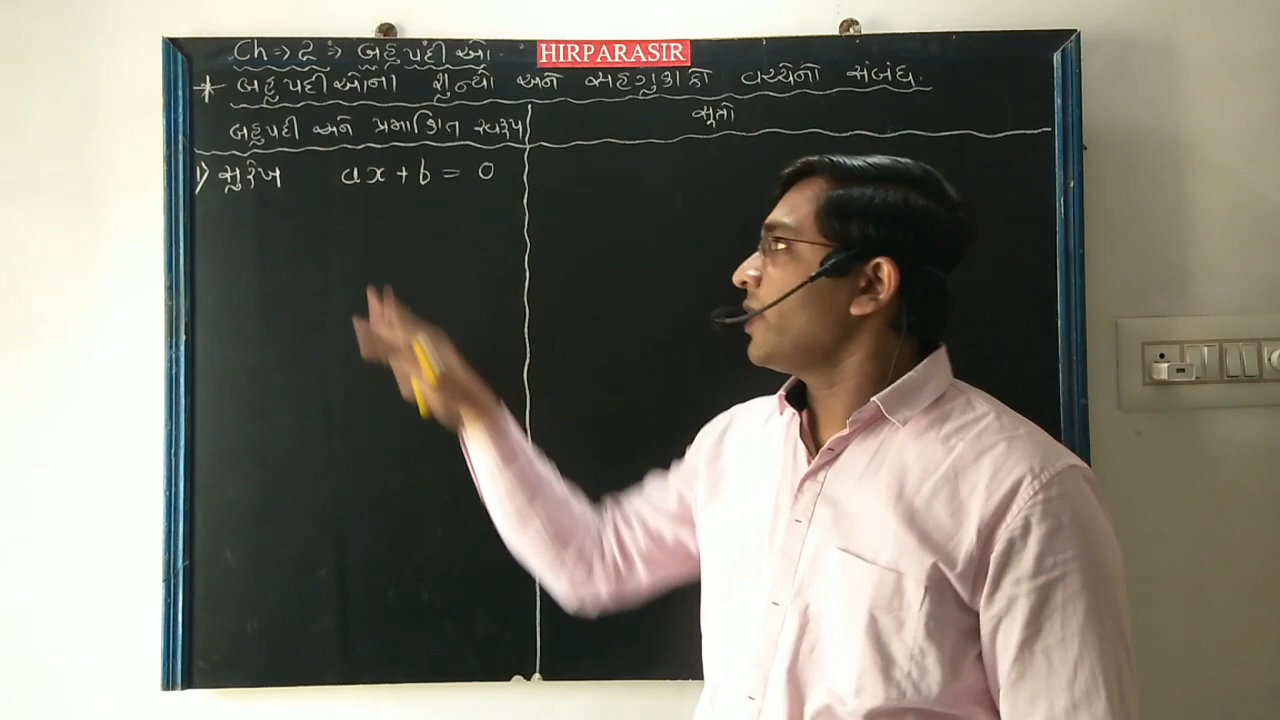 Ch ⇒ 2 ⇒ બહુપદીઓ
HIRPARASIR
* બહુપદીઓના શુન્યો અને સહગુણકો વચ્ચેનો સંબંધ.
બહુપદી અને પ્રમાણિત સ્વરૂપ
સૂત્રો
1) સુરેખ ax + b = 0